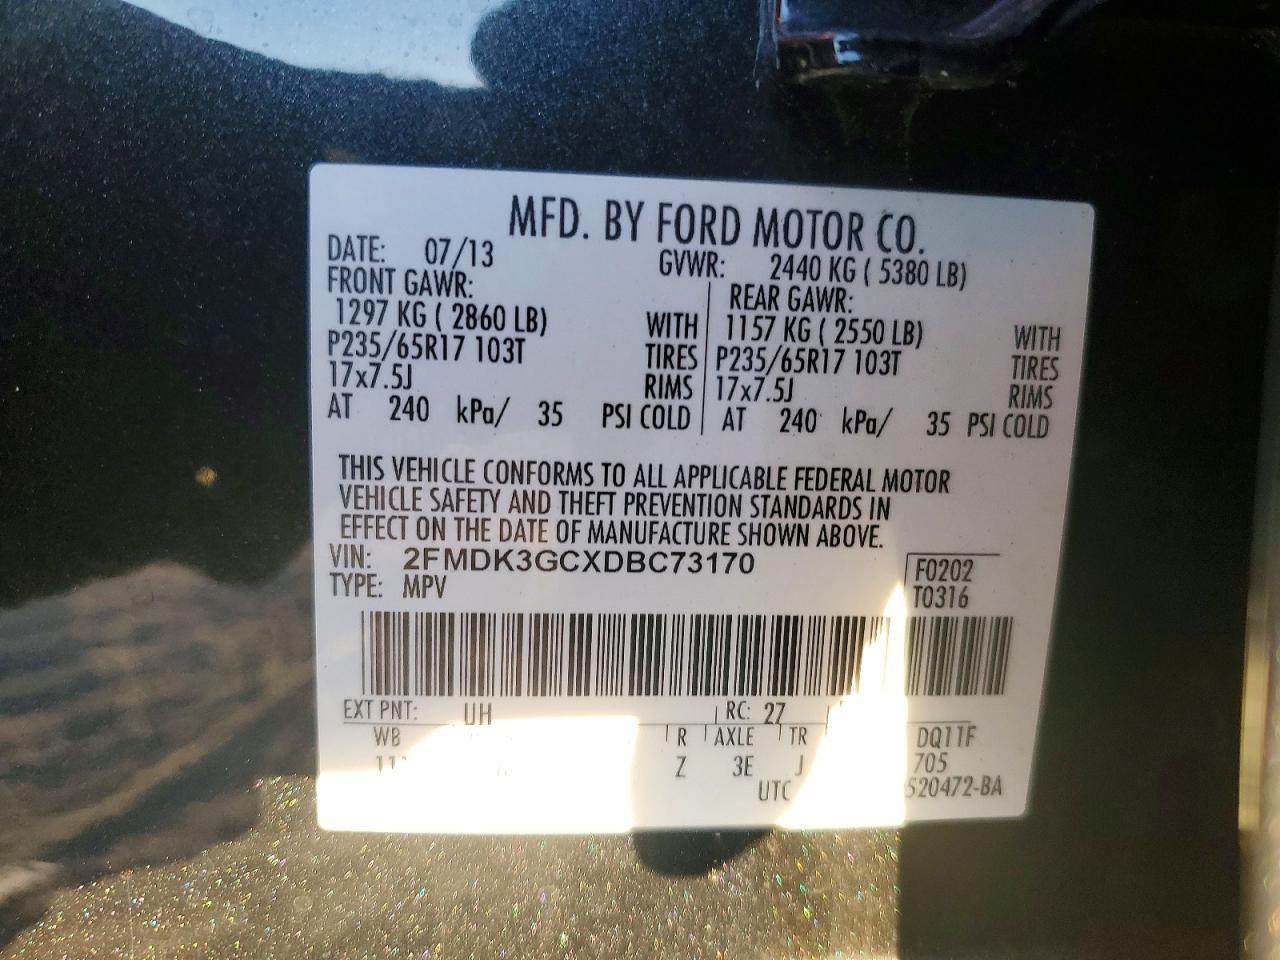 MFD. BY FORD MOTOR CO.
DATE: 07/13 GVWR: 2440 KG ( 5380 LB)
FRONT GAWR: REAR GAWR:
1297 KG ( 2860 LB) WITH 1157 KG ( 2550 LB) WITH
P235/65R17 103T TIRES P235/65R17 103T TIRES
17x7.5J RIMS 17x7.5J RIMS
AT 240 kPa/ 35 PSI COLD AT 240 kPa/ 35 PSI COLD
THIS VEHICLE CONFORMS TO ALL APPLICABLE FEDERAL MOTOR
VEHICLE SAFETY AND THEFT PREVENTION STANDARDS IN
EFFECT ON THE DATE OF MANUFACTURE SHOWN ABOVE.
VIN: 2FMDK3GCXDBC73170
TYPE: MPV
F0202
T0316
EXT PNT: UH RC: 27
WB R AXLE TR DQ11F
Z 3E J 705
UTC 520472-BA